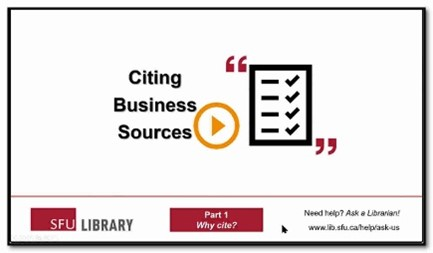 Citing
Business
Sources
SFU LIBRARY
Part 1
Why cite?
Need help? Ask a Librarian!
www.lib.sfu.ca/help/ask-us